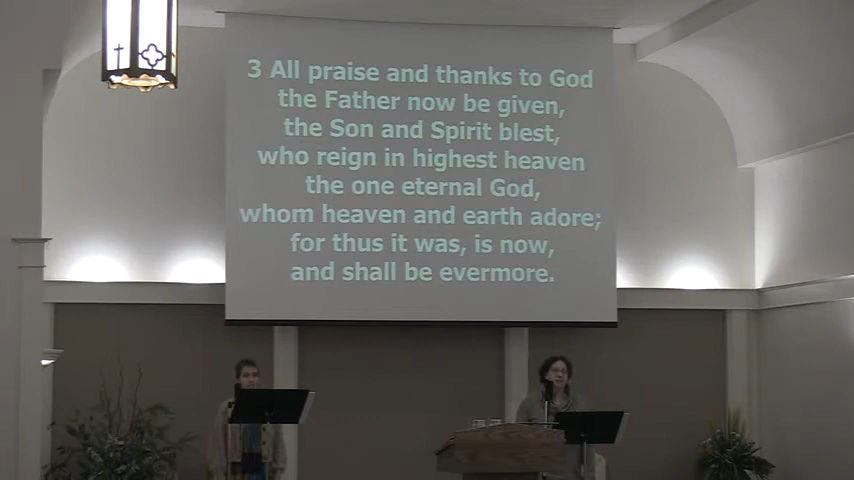 3 All praise and thanks to God
the Father now be given,
the Son and Spirit blest,
who reign in highest heaven
the one eternal God,
whom heaven and earth adore;
for thus it was, is now,
and shall be evermore.